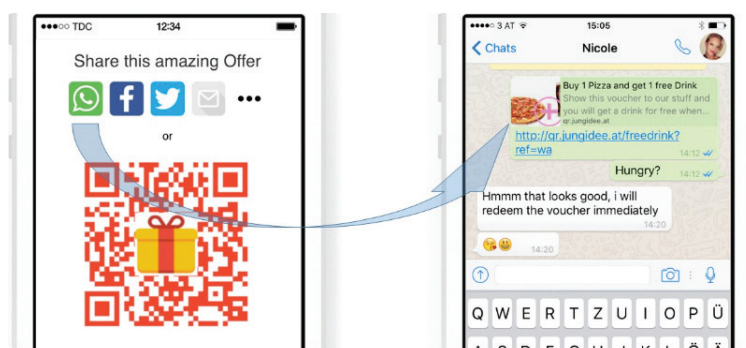 TDC 12:34
Share this amazing Offer
or
3 AT 15:05
Chats Nicole
Buy 1 Pizza and get 1 free Drink
Show this voucher to our stuff and
you will get a drink for free when...
qr.jungidee.at
http://qr.jungidee.at/freedrink?
ref=wa
14:12
Hungry?
14:12
Hmmm that looks good, i will
redeem the voucher immediately
14:20
14:20
Q W E R T Z U I O P Ü